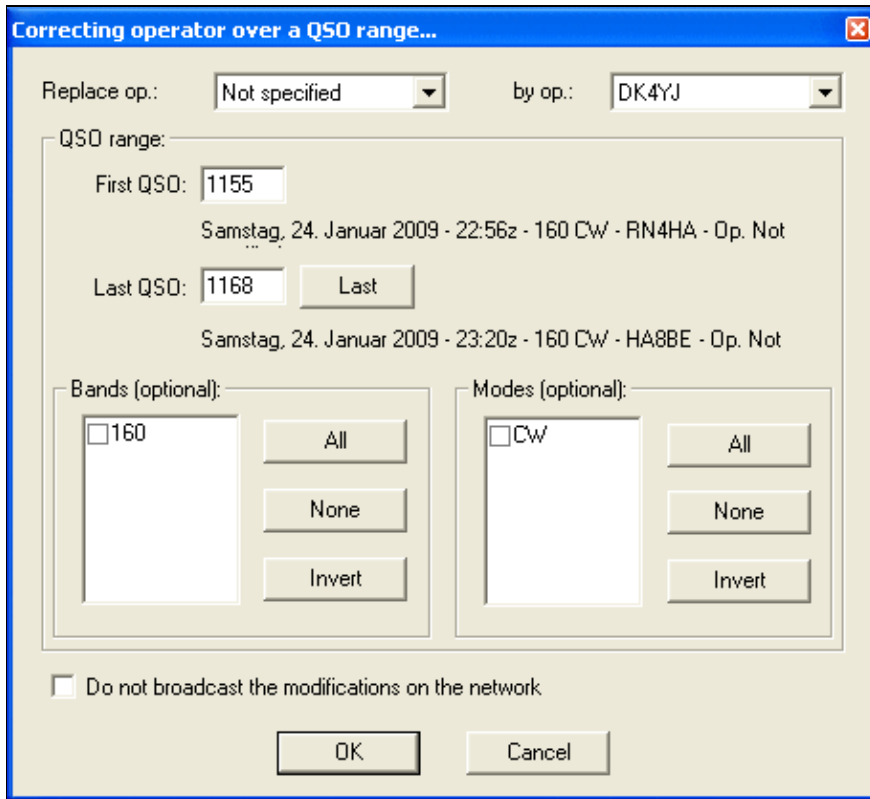 Correcting operator over a QSO range...
Replace op.: Not specified by op.: DK4YJ
QSO range:
First QSO: 1155
Samstag, 24. Januar 2009 - 22:56z - 160 CW - RN4HA - Op. Not
Last QSO: 1168 Last
Samstag, 24. Januar 2009 - 23:20z - 160 CW - HA8BE - Op. Not
Bands (optional): Modes (optional):
160 All CW All
None None
Invert Invert
Do not broadcast the modifications on the network
OK Cancel